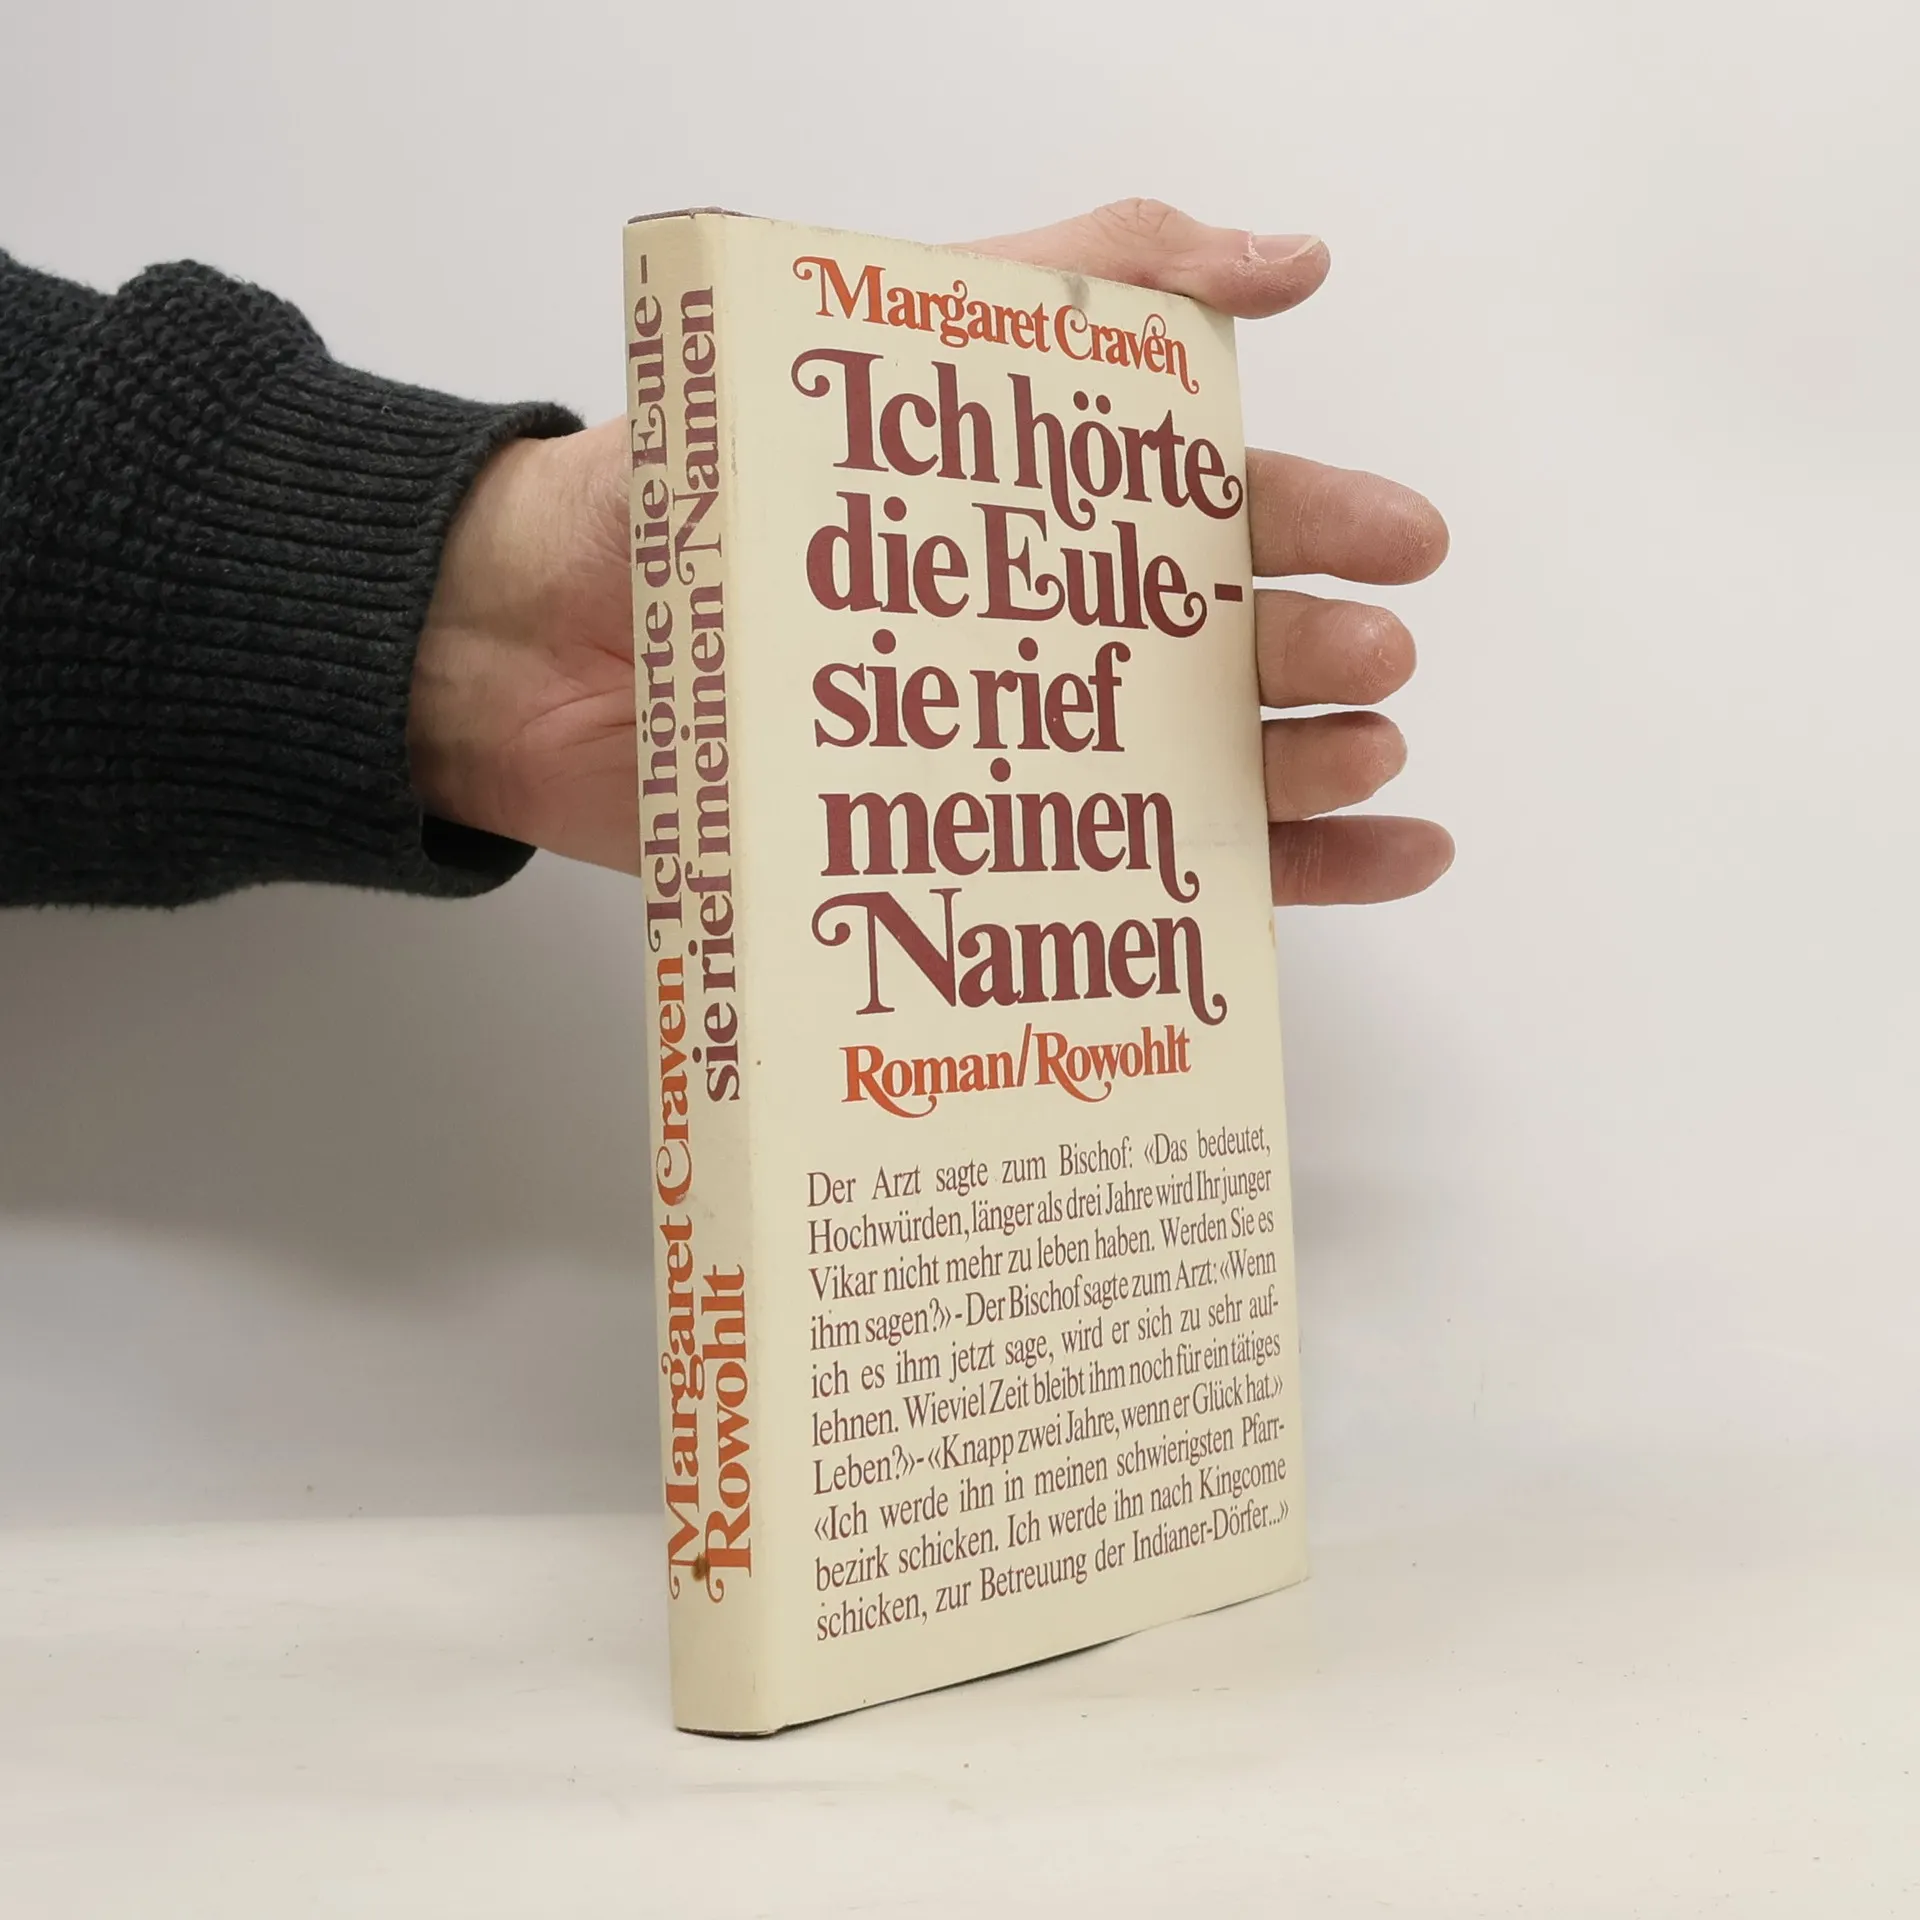 Margaret Craven
Ich hörte
die Eule-
sie rief
meinen
Namen
Roman/Rowohlt
Der Arzt sagte zum Bischof: «Das bedeutet,
Hochwürden, länger als drei Jahre wird Ihr junger
Vikar nicht mehr zu leben haben. Werden Sie es
ihm sagen?»-Der Bischof sagte zum Arzt: «Wenn
ich es ihm jetzt sage, wird er sich zu sehr auf-
lehnen. Wieviel Zeit bleibt ihm noch für ein tätiges
Leben?»-«Knapp zwei Jahre, wenn er Glück hat.»
«Ich werde ihn in meinen schwierigsten Pfarr-
bezirk schicken. Ich werde ihn nach Kingcome
schicken, zur Betreuung der Indianer-Dörfer...»
Margaret Craven Ich hörte die Eule-
Rowohlt sie rief meinen Namen